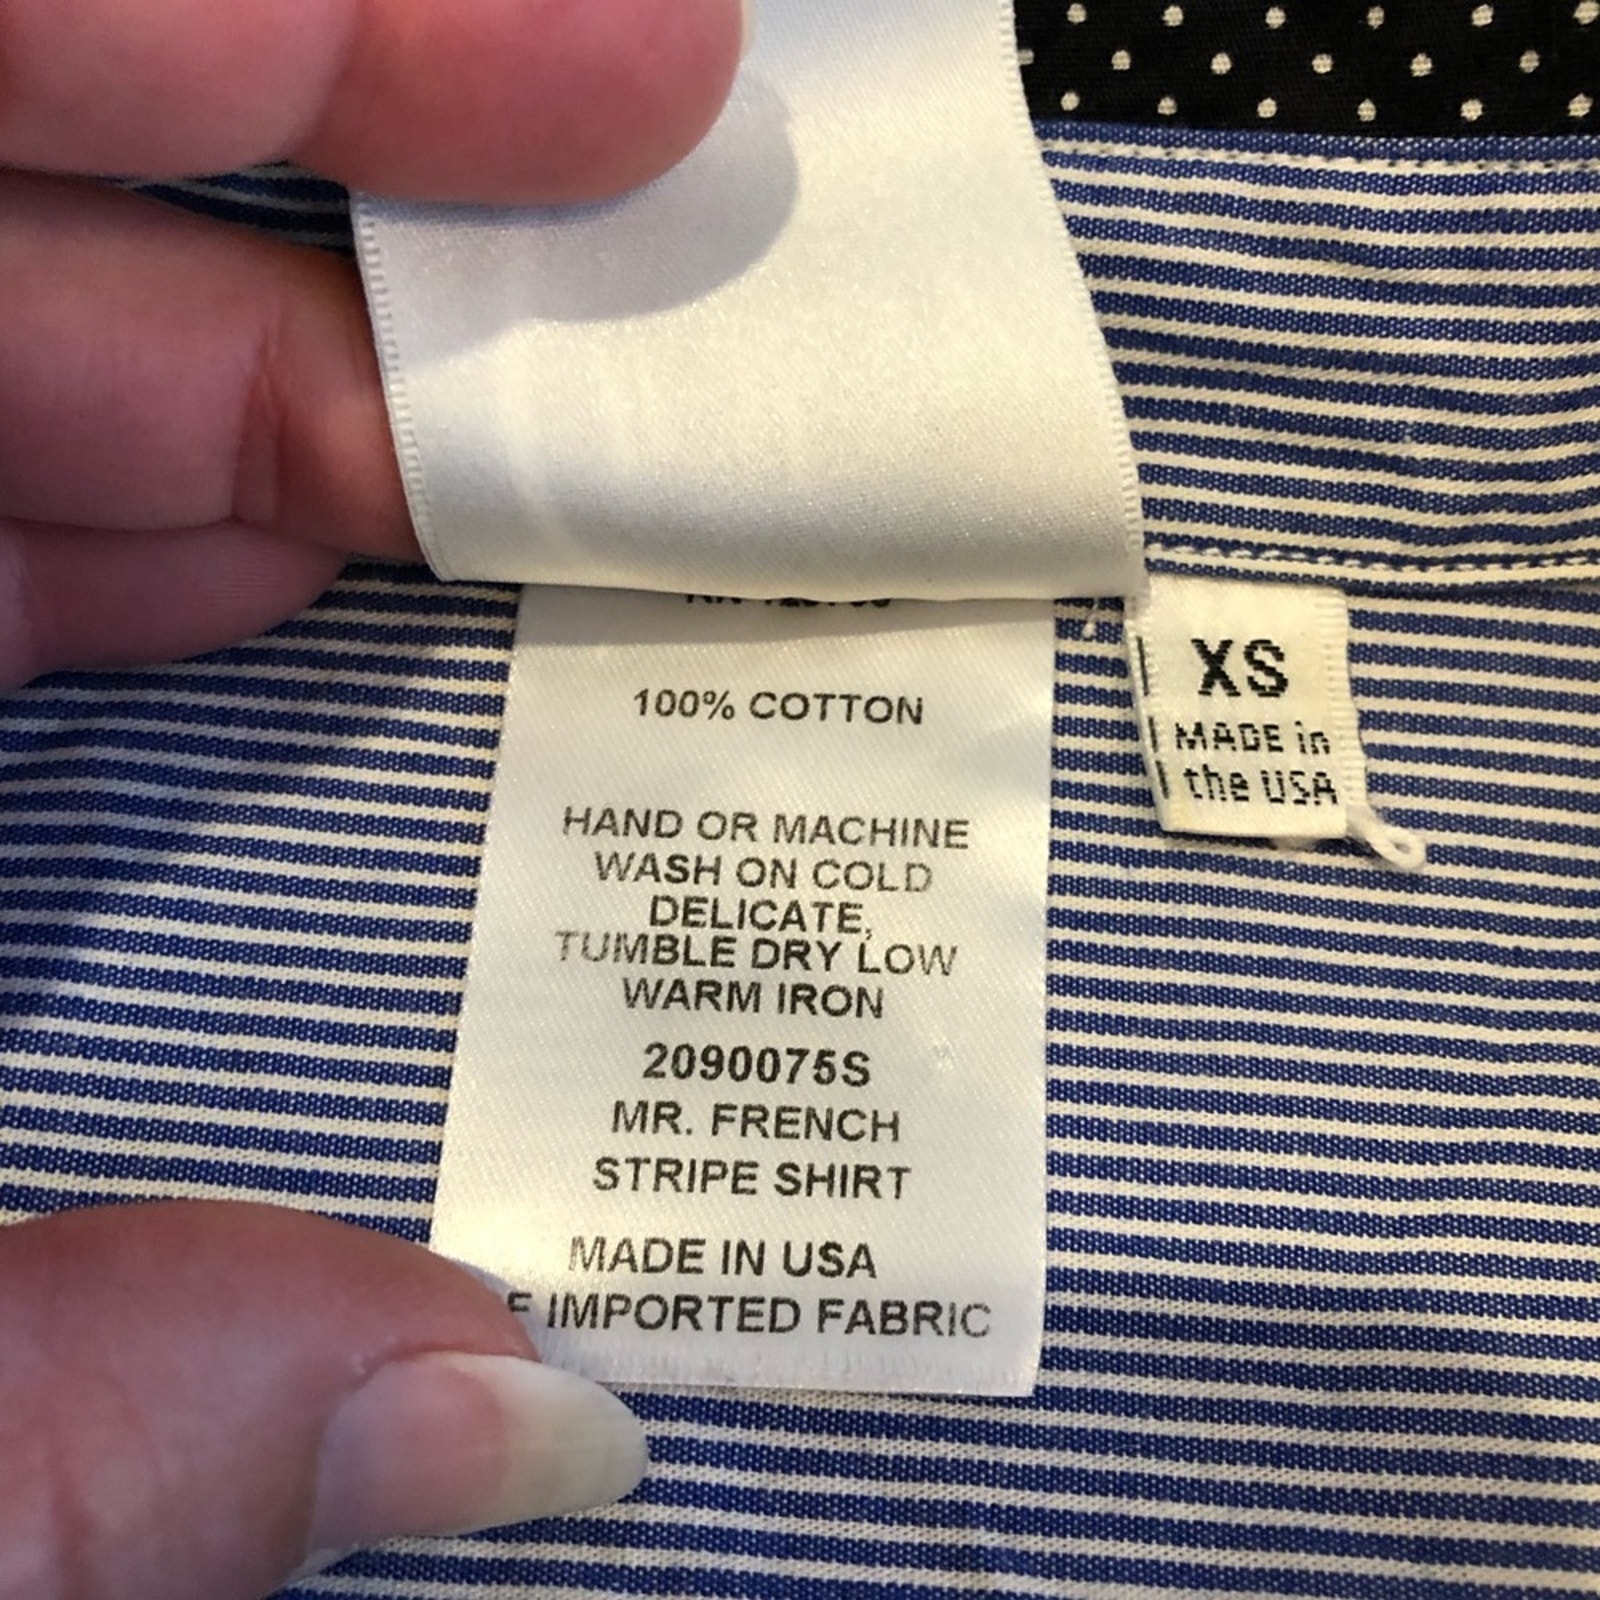 100% COTTON
HAND OR MACHINE
WASH ON COLD
DELICATE,
TUMBLE DRY LOW
WARM IRON
2090075S
MR. FRENCH
STRIPE SHIRT
MADE IN USA
IMPORTED FABRIC
XS
MADE in
the USA